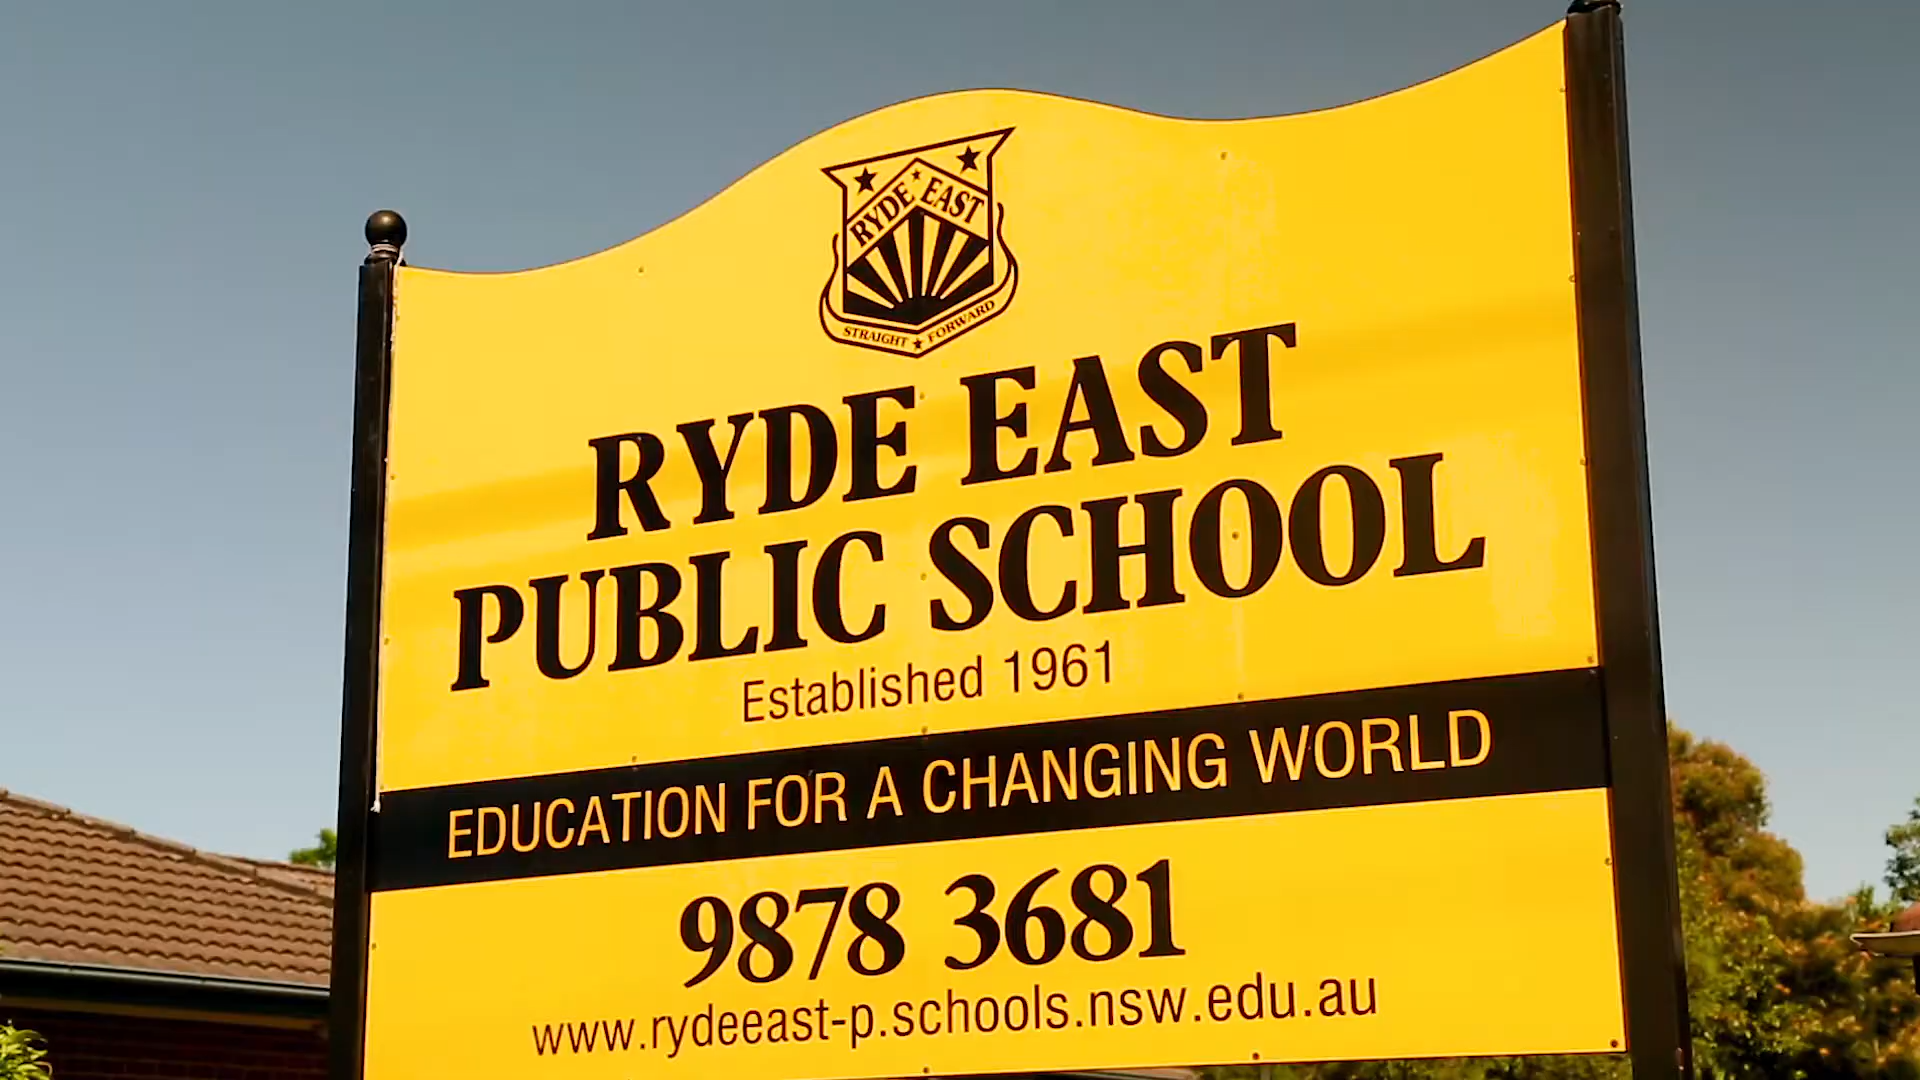 RYDE EAST
STRAIGHT ★ FORWARD
RYDE EAST
PUBLIC SCHOOL
Established 1961
EDUCATION FOR A CHANGING WORLD
9878 3681
www.rydeeast-p.schools.nsw.edu.au